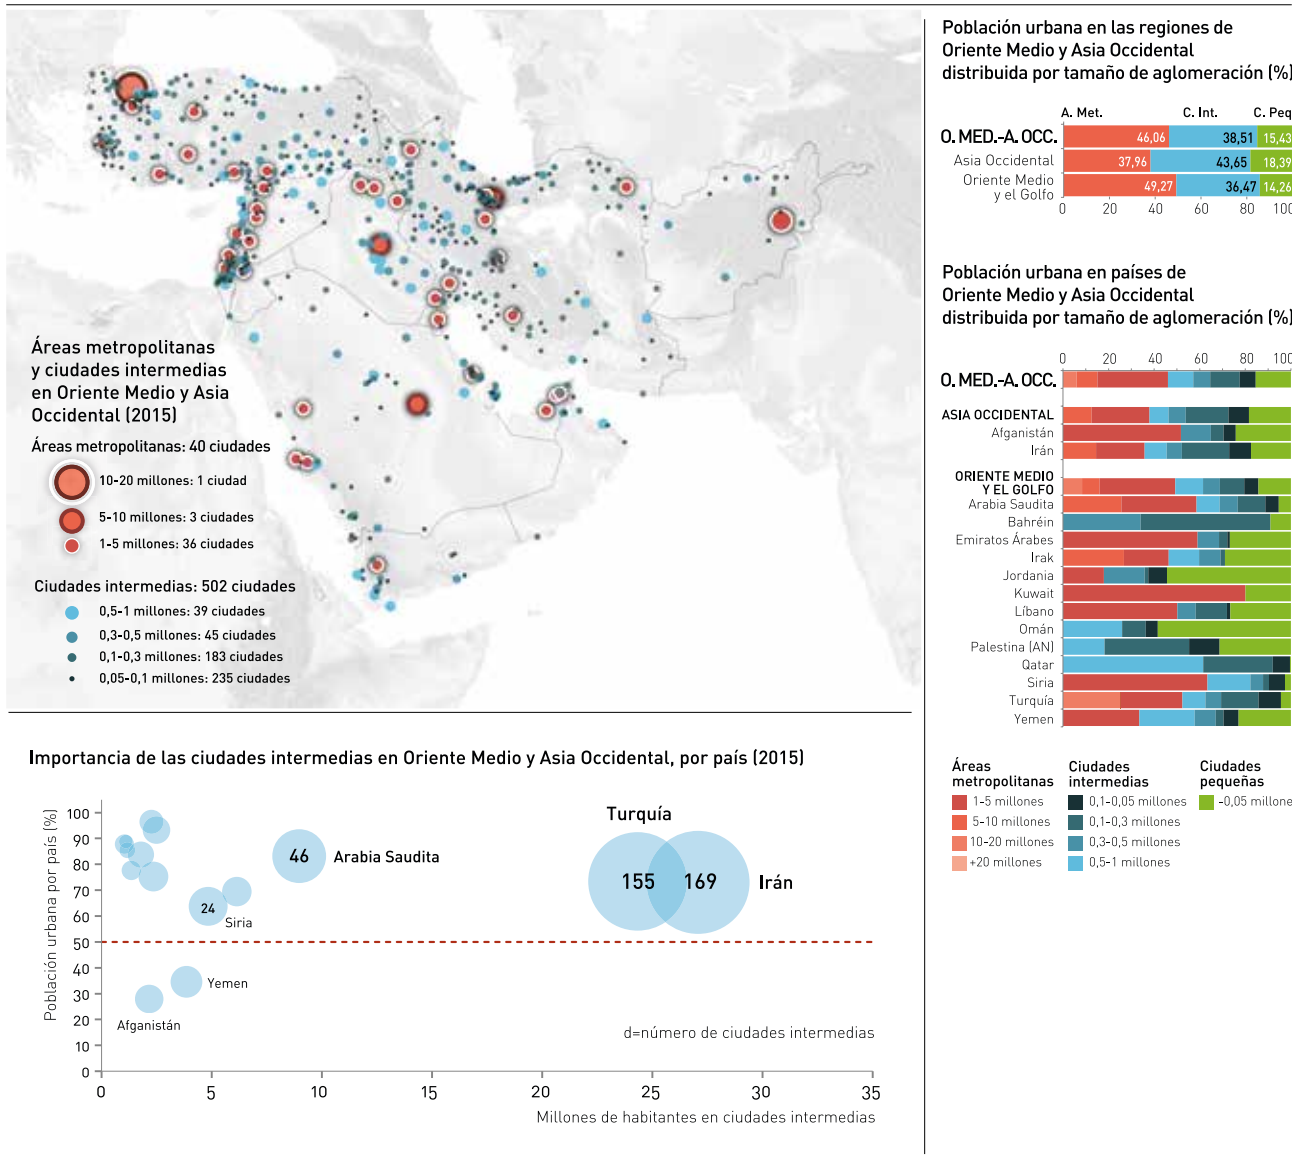 Áreas metropolitanas
y ciudades intermedias
en Oriente Medio y Asia
Occidental (2015)
Áreas metropolitanas: 40 ciudades
10-20 millones: 1 ciudad
5-10 millones: 3 ciudades
1-5 millones: 36 ciudades
Ciudades intermedias: 502 ciudades
0,5-1 millones: 39 ciudades
0,3-0,5 millones: 45 ciudades
0,1-0,3 millones: 183 ciudades
0,05-0,1 millones: 235 ciudades
Población urbana en las regiones de
Oriente Medio y Asia Occidental
distribuida por tamaño de aglomeración (%)
A. Met. C. Int. C. Peq
O. MED.-A. OCC. 46,06 38,51 15,43
Asia Occidental 37,96 43,65 18,39
Oriente Medio
y el Golfo 49,27 36,47 14,26
0 20 40 60 80 100
Población urbana en países de
Oriente Medio y Asia Occidental
distribuida por tamaño de aglomeración (%)
0 20 40 60 80 100
O. MED.-A. OCC.
ASIA OCCIDENTAL
Afganistán
Irán
ORIENTE MEDIO
Y EL GOLFO
Arabia Saudita
Bahréin
Emiratos Árabes
Irak
Jordania
Kuwait
Líbano
Omán
Palestina (AN)
Qatar
Siria
Turquía
Yemen
Áreas
metropolitanas
1-5 millones
5-10 millones
10-20 millones
+20 millones
Ciudades
intermedias
0,1-0,05 millones
0,1-0,3 millones
0,3-0,5 millones
0,5-1 millones
Ciudades
pequeñas
-0,05 millone
Importancia de las ciudades intermedias en Oriente Medio y Asia Occidental, por país (2015)
Población urbana por país (%)
100
90
80
70
60
50
40
30
20
10
0
Turquía
46 Arabia Saudita
155 169 Irán
24
Siria
Yemen
Afganistán
d=número de ciudades intermedias
0 5 10 15 20 25 30 35
Millones de habitantes en ciudades intermedias